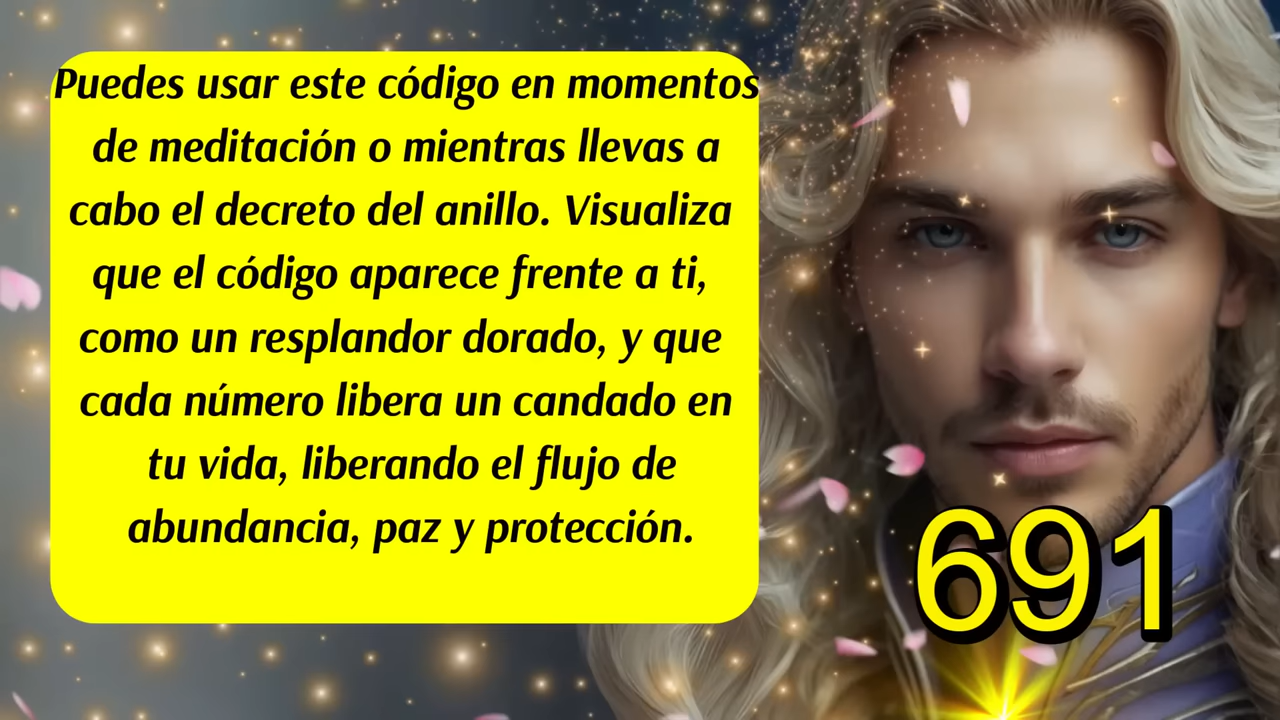 Puedes usar este código en momentos
de meditación o mientras llevas a
cabo el decreto del anillo. Visualiza
que el código aparece frente a ti,
como un resplandor dorado, y que
cada número libera un candado en
tu vida, liberando el flujo de
abundancia, paz y protección.
691